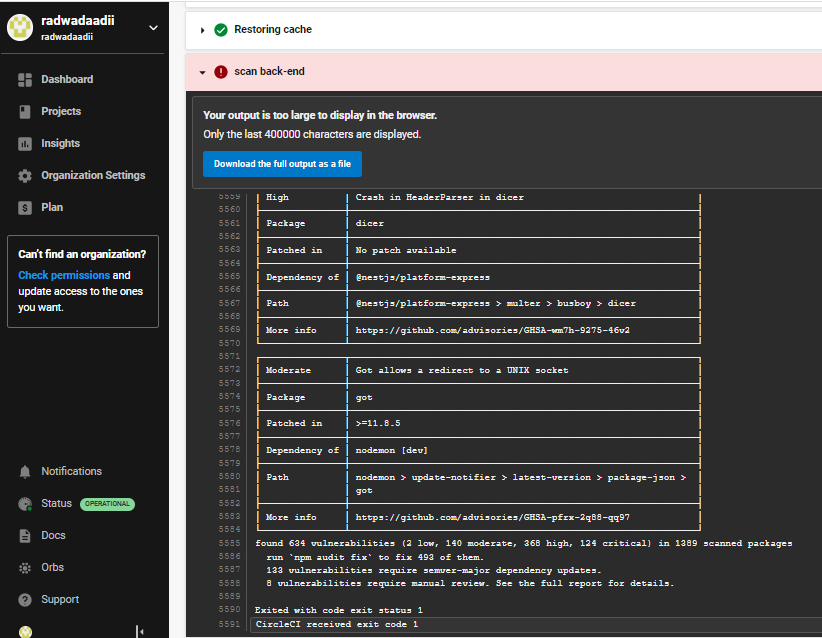 radwadaadii
radwadaadii
Dashboard
Projects
Insights
Organization Settings
Plan
Can't find an organization?
Check permissions and
update access to the ones
you want.
Notifications
Status OPERATIONAL
Docs
Orbs
Support
Restoring cache
scan back-end
Your output is too large to display in the browser.
Only the last 400000 characters are displayed.
Download the full output as a file
5559 High Crash in HeaderParser in dicer
5560
5561 Package dicer
5562
5563 Patched in No patch available
5564
5565 Dependency of @nestjs/platform-express
5566
5567 Path @nestjs/platform-express > multer > busboy > dicer
5568
5569 More info https://github.com/advisories/GHSA-wm7h-9275-46v2
5570
5571
5572 Moderate Got allows a redirect to a UNIX socket
5573
5574 Package got
5575
5576 Patched in >=11.8.5
5577
5578 Dependency of nodemon [dev]
5579
5580 Path nodemon > update-notifier > latest-version > package-json >
5581 got
5582
5583 More info https://github.com/advisories/GHSA-pfrx-2q88-qq97
5584
5585 found 634 vulnerabilities (2 low, 140 moderate, 368 high, 124 critical) in 1389 scanned packages
5586 run `npm audit fix` to fix 493 of them.
5587 133 vulnerabilities require semver-major dependency updates.
5588 8 vulnerabilities require manual review. See the full report for details.
5589
5590 Exited with code exit status 1
5591 CircleCI received exit code 1